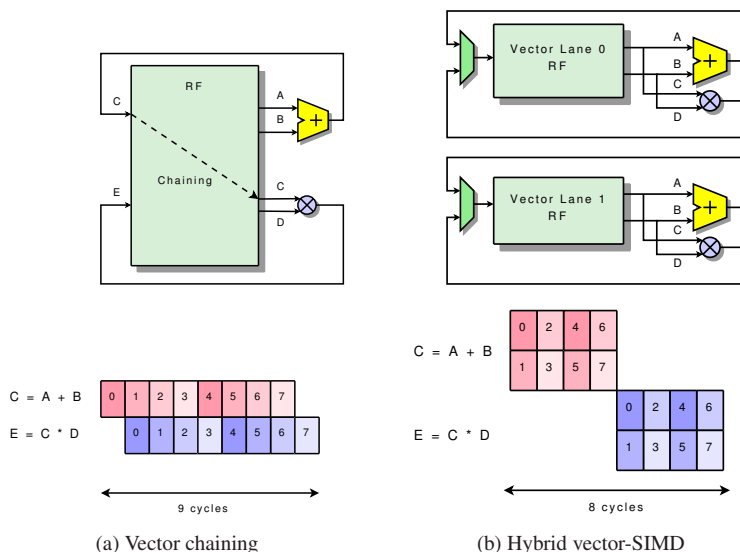 RF
C
A
B
+
Chaining
C
E
D
C = A + B
0 1 2 3 4 5 6 7
E = C * D
0 1 2 3 4 5 6 7
9 cycles
(a) Vector chaining
Vector Lane 0
RF
A
B
+
C
D
Vector Lane 1
RF
A
B
+
C
D
C = A + B
0 2 4 6
1 3 5 7
E = C * D
0 2 4 6
1 3 5 7
8 cycles
(b) Hybrid vector-SIMD